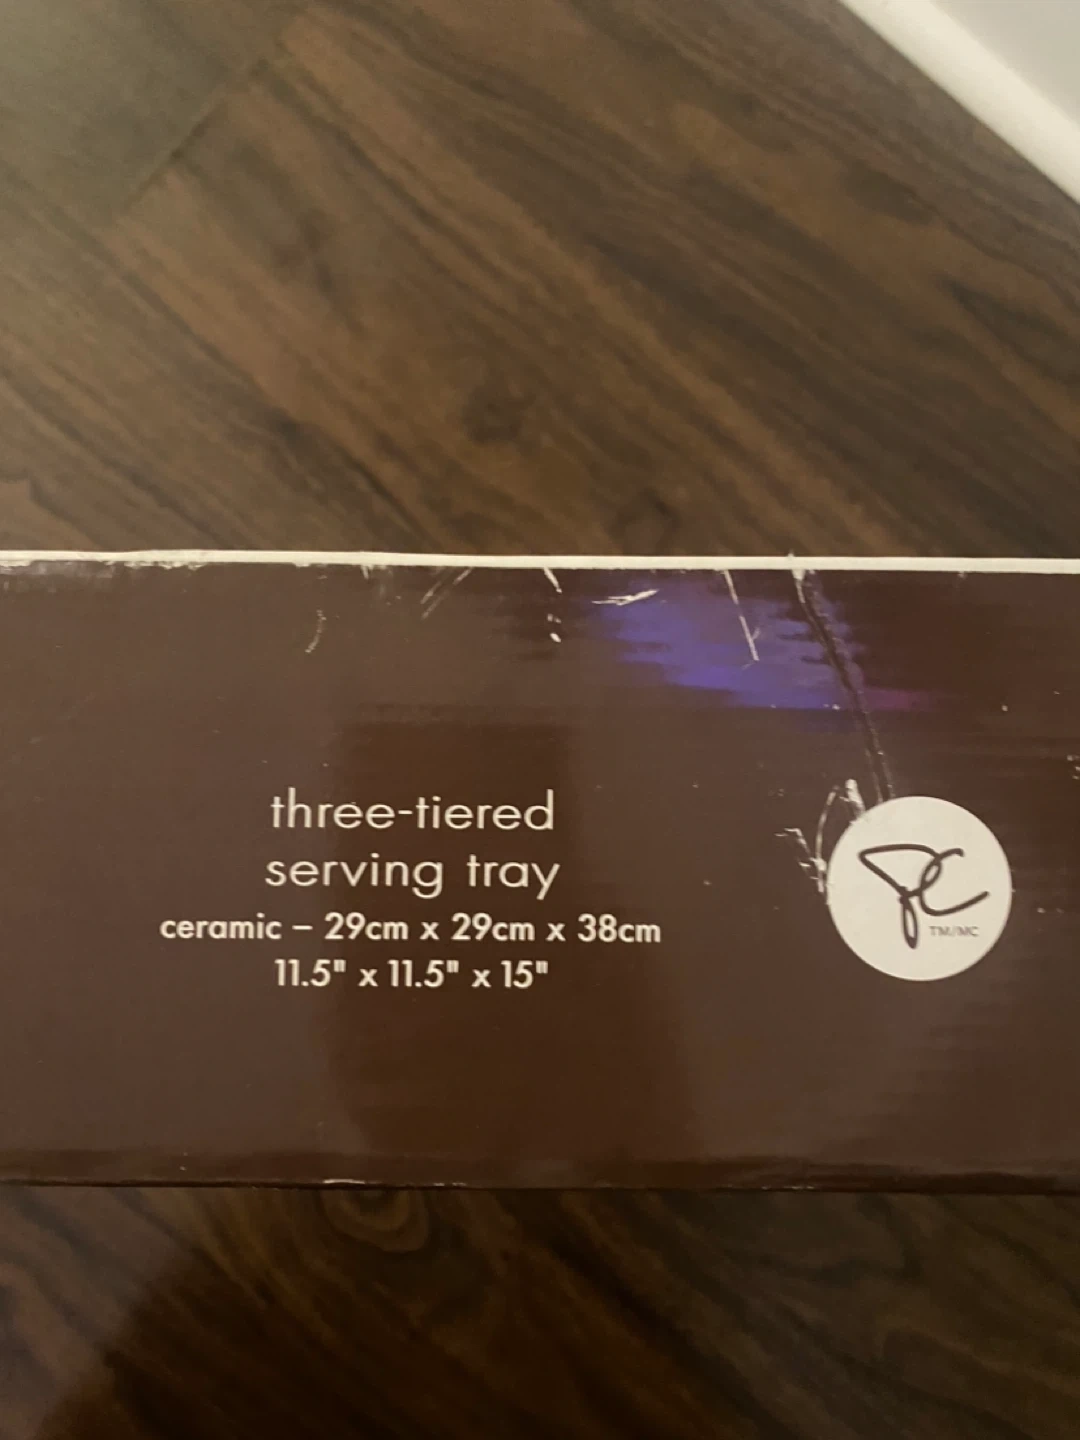 three-tiered
serving tray
ceramic – 29cm x 29cm x 38cm
11.5" x 11.5" x 15"
PC
TM/MC